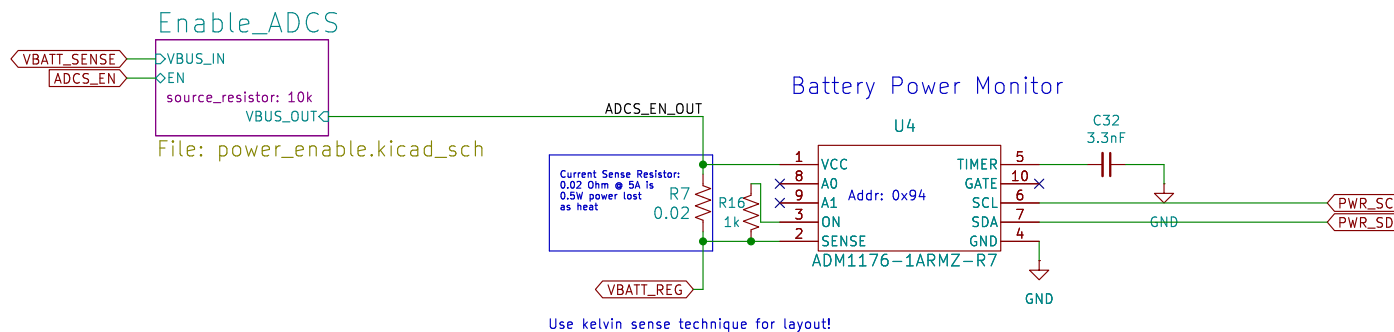 Enable_ADCS
VBATT_SENSE
VBUS_IN
ADCS_EN
EN
source_resistor: 10k
VBUS_OUT
File: power_enable.kicad_sch
ADCS_EN_OUT
Battery Power Monitor
U4
C32
3.3nF
Current Sense Resistor:
0.02 Ohm @ 5A is
0.5W power lost
as heat
R7
0.02
R16
1k
1 VCC
8 A0
9 A1
3 ON
2 SENSE
Addr: 0x94
TIMER 5
GATE 10
SCL 6
SDA 7
GND 4
ADM1176-1ARMZ-R7
GND
GND
PWR_SC
PWR_SD
VBATT_REG
Use kelvin sense technique for layout!